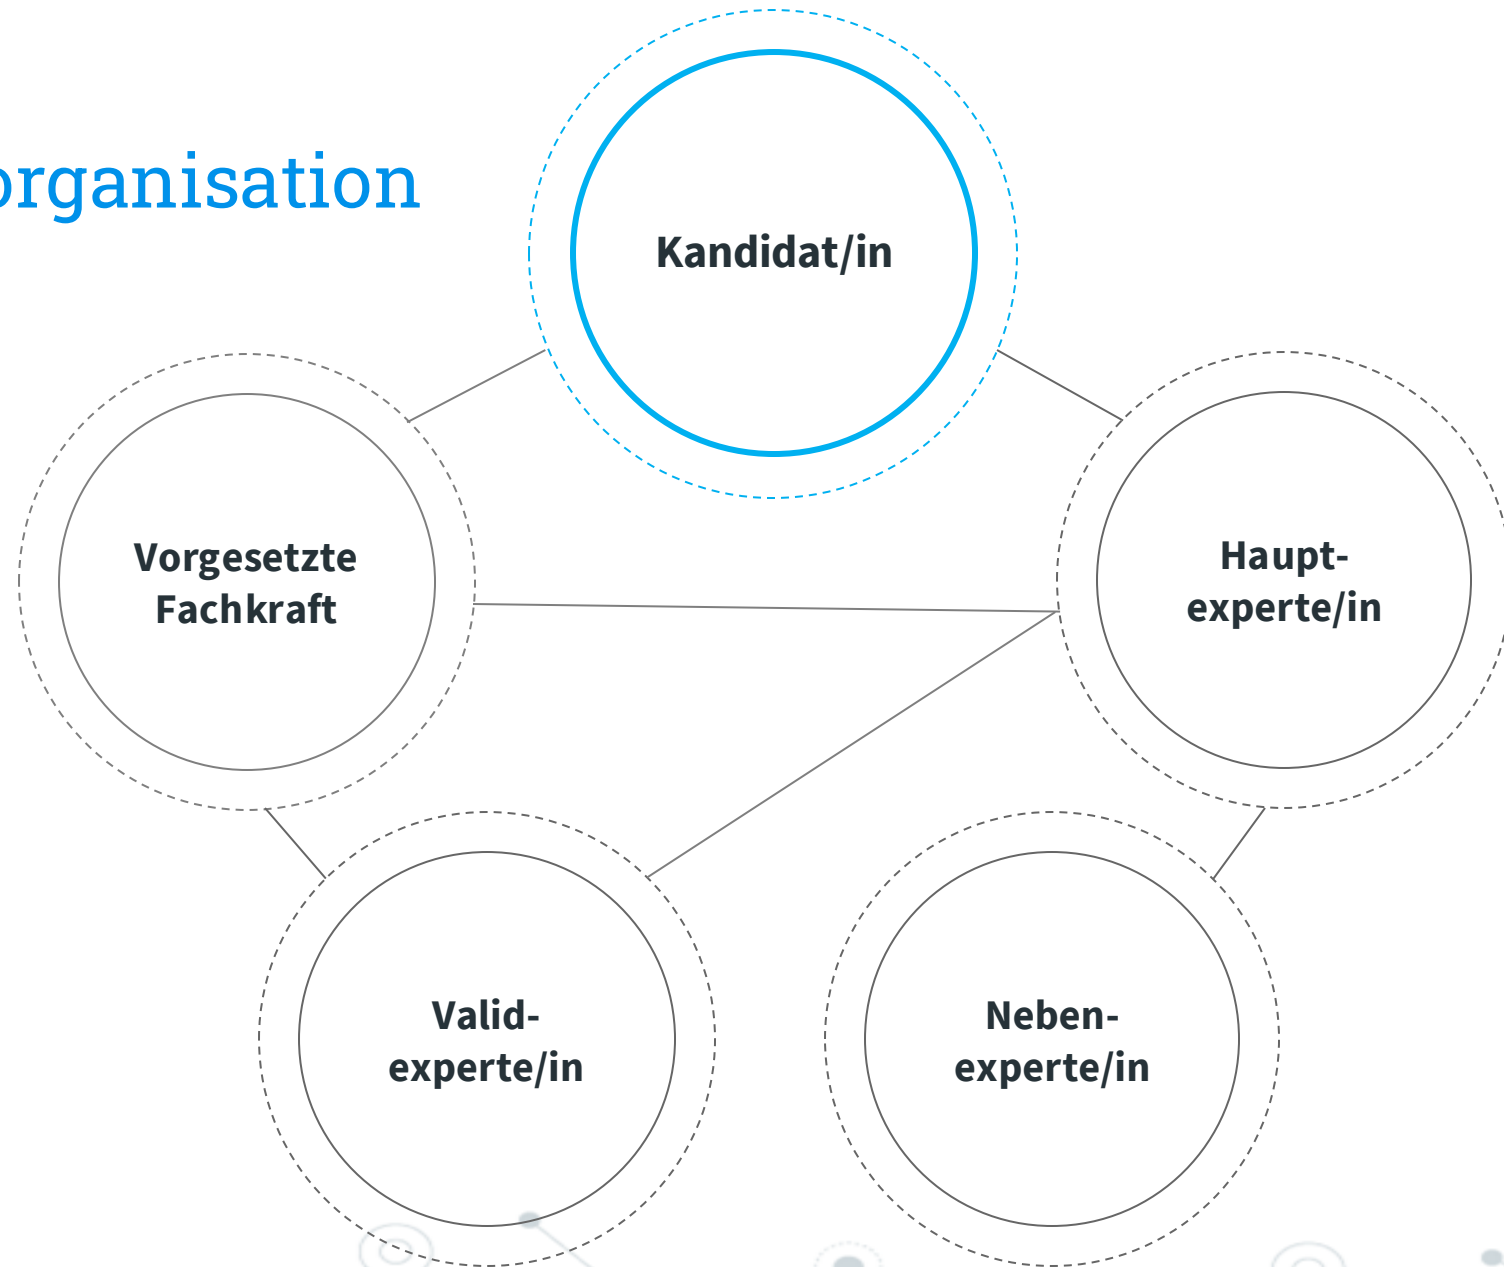 organisation
Kandidat/in
Vorgesetzte
Fachkraft
Haupt-
experte/in
Valid-
experte/in
Neben-
experte/in